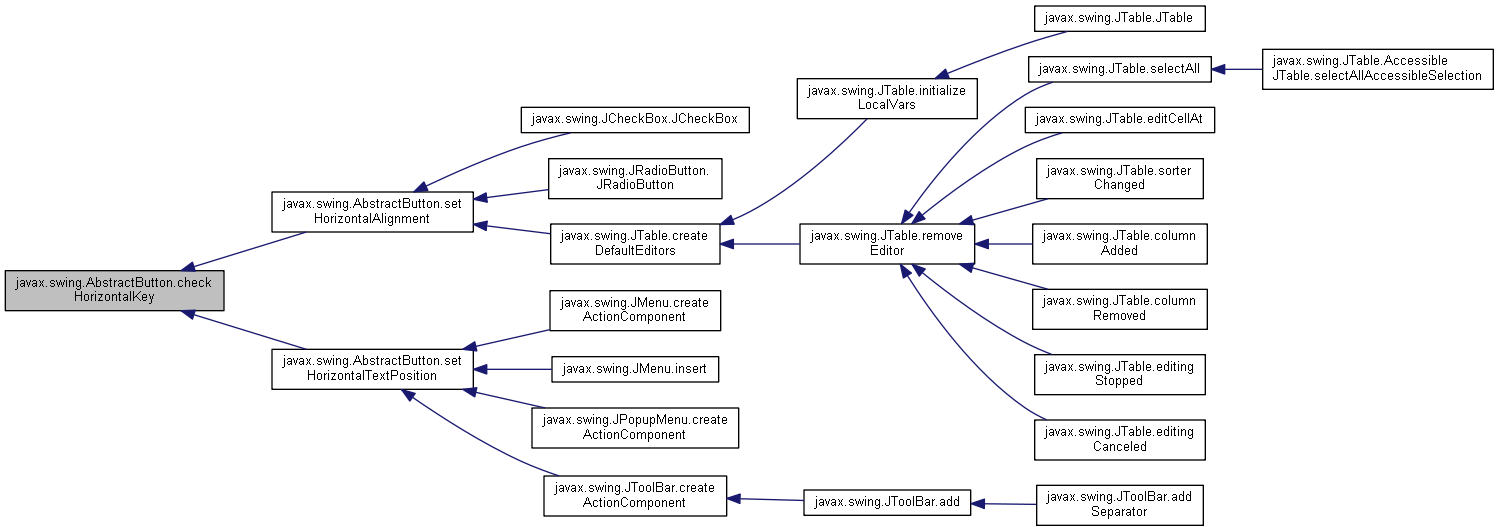 javax.swing.AbstractButton.check
HorizontalKey
javax.swing.AbstractButton.set
HorizontalAlignment
javax.swing.JCheckBox.JCheckBox
javax.swing.JRadioButton.
JRadioButton
javax.swing.JTable.create
DefaultEditors
javax.swing.JTable.initialize
LocalVars
javax.swing.JTable.JTable
javax.swing.JTable.remove
Editor
javax.swing.JTable.selectAll
javax.swing.JTable.Accessible
JTable.selectAllAccessibleSelection
javax.swing.JTable.editCellAt
javax.swing.JTable.sorter
Changed
javax.swing.JTable.column
Added
javax.swing.JTable.column
Removed
javax.swing.JTable.editing
Stopped
javax.swing.JTable.editing
Canceled
javax.swing.AbstractButton.set
HorizontalTextPosition
javax.swing.JMenu.create
ActionComponent
javax.swing.JMenu.insert
javax.swing.JPopupMenu.create
ActionComponent
javax.swing.JToolBar.create
ActionComponent
javax.swing.JToolBar.add
javax.swing.JToolBar.add
Separator